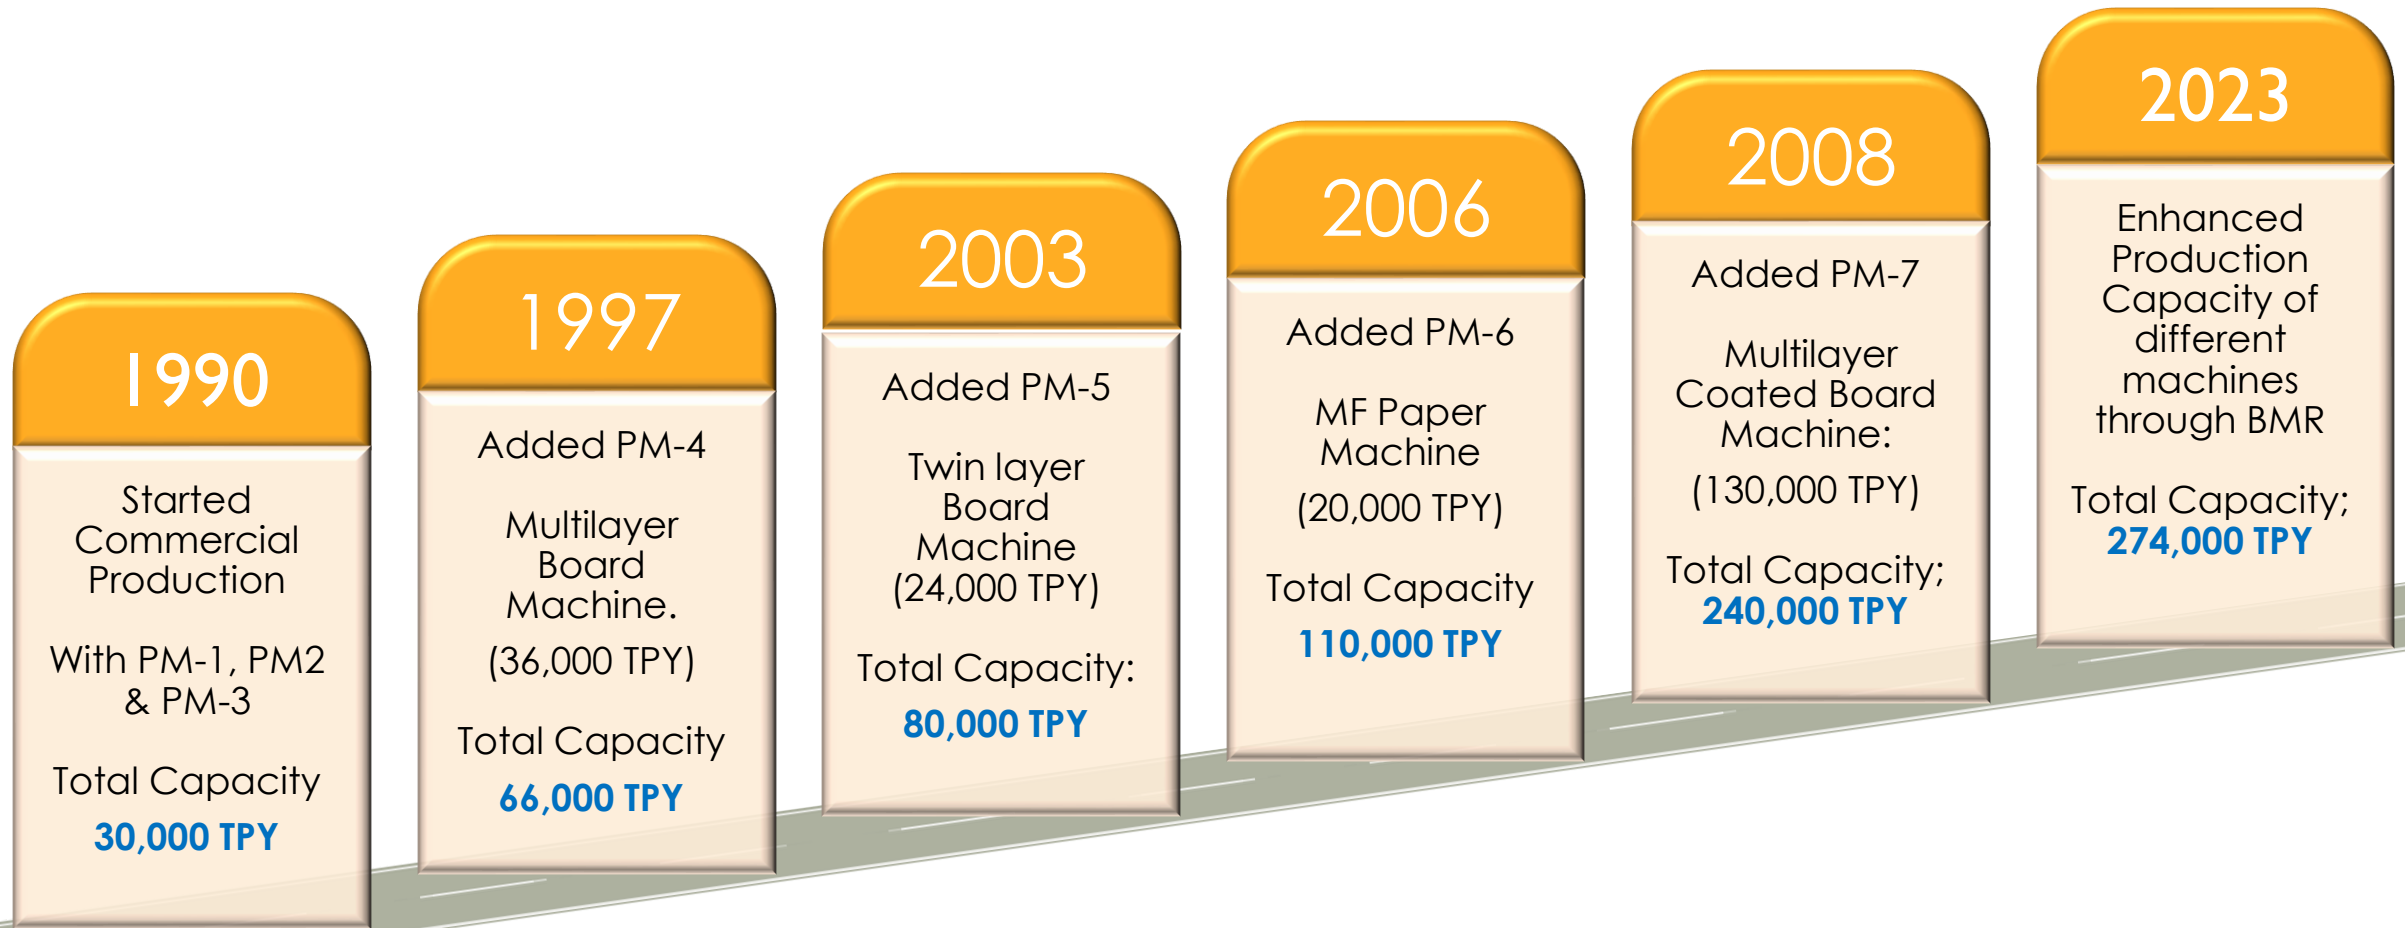 1990
Started
Commercial
Production
With PM-1, PM2
& PM-3
Total Capacity
30,000 TPY
1997
Added PM-4
Multilayer
Board
Machine.
(36,000 TPY)
Total Capacity
66,000 TPY
2003
Added PM-5
Twin layer
Board
Machine
(24,000 TPY)
Total Capacity:
80,000 TPY
2006
Added PM-6
MF Paper
Machine
(20,000 TPY)
Total Capacity
110,000 TPY
2008
Added PM-7
Multilayer
Coated Board
Machine:
(130,000 TPY)
Total Capacity;
240,000 TPY
2023
Enhanced
Production
Capacity of
different
machines
through BMR
Total Capacity;
274,000 TPY